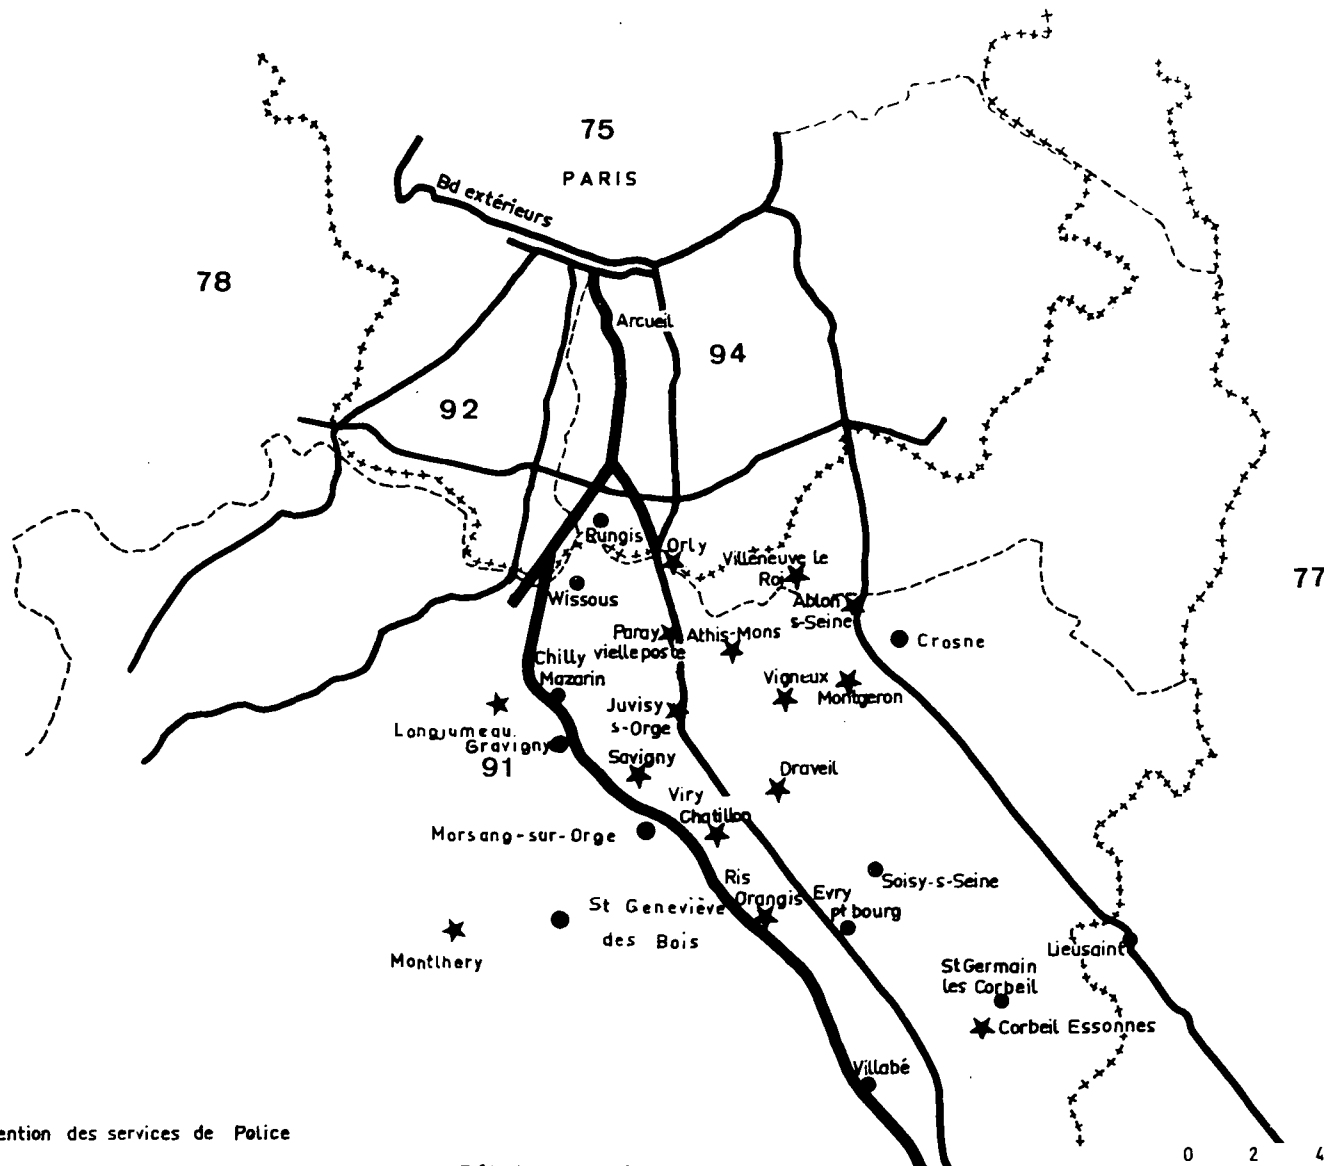 75
PARIS
Bd extérieurs
78
Arcueil
94
92
Rungis
Orly
Villeneuve le
Roi
77
Wissous
Ablon
s-Seine
Paray
vielle poste
Athis-Mons
Crosne
Chilly
Mazarin
Vigneux
Montgeron
Juvisy
s-Orge
Longjumeau
Gravigny
91
Savigny
Draveil
Viry
Chatillon
Morsang-sur-Orge
Ris
Orangis
Evry
pt bourg
Soisy-s-Seine
St Geneviève
des Bois
Montlhery
Lieusaint
St Germain
les Corbeil
Corbeil Essonnes
Villabé
ention des services de Police
0 2 4